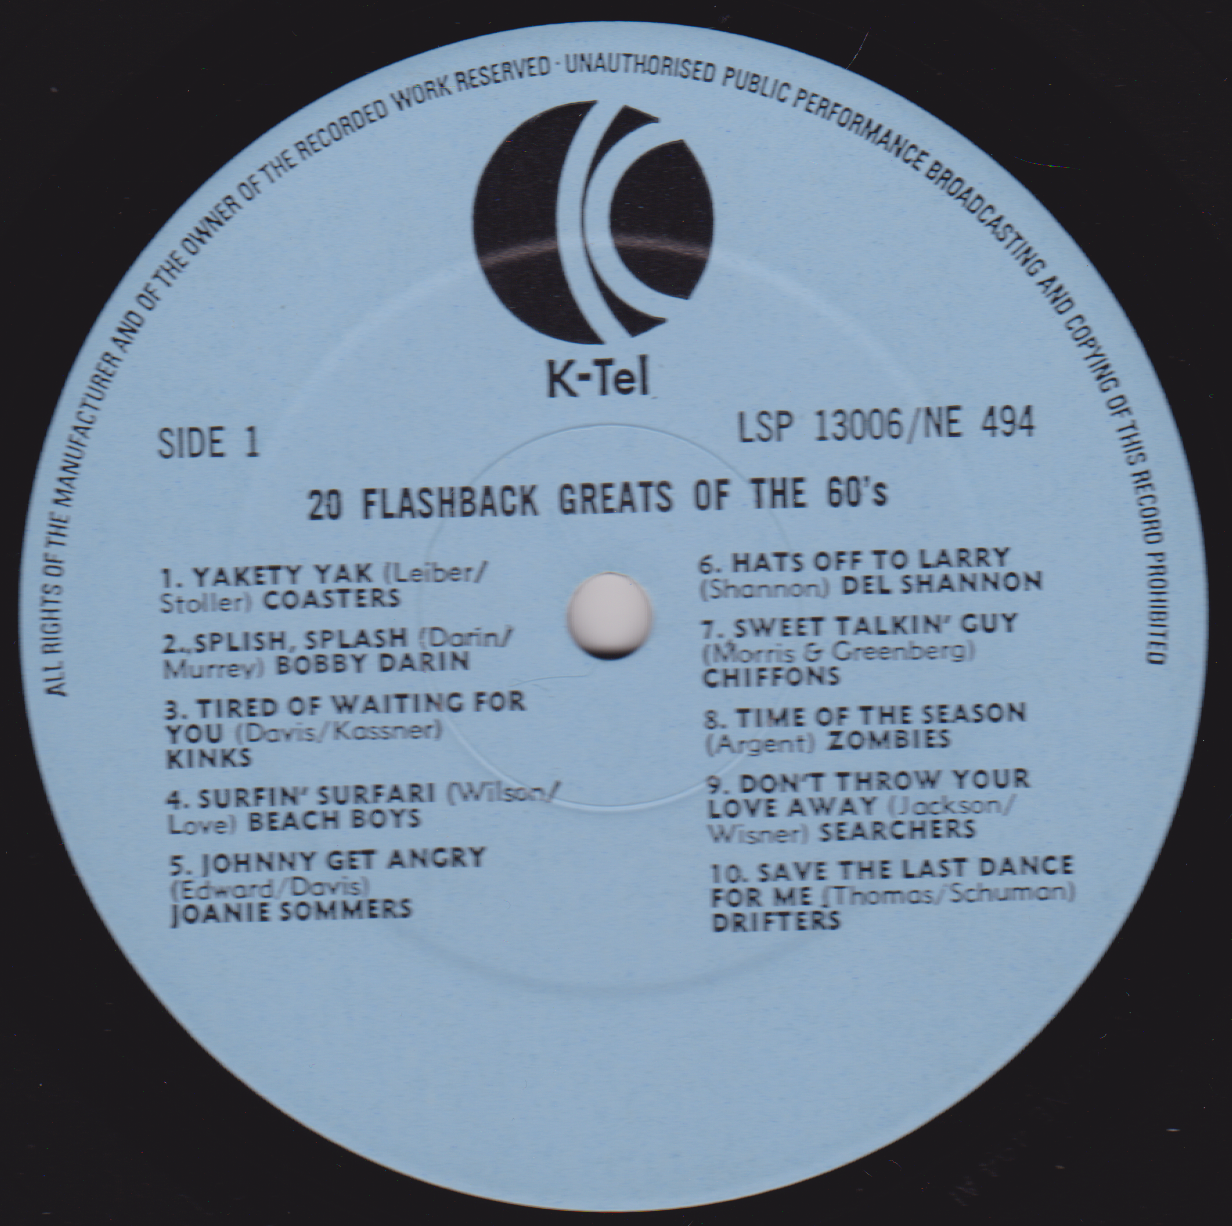 ALL RIGHTS OF THE MANUFACTURER AND OF THE OWNER OF THE RECORDED WORK RESERVED · UNAUTHORISED PUBLIC PERFORMANCE BROADCASTING AND COPYING OF THIS RECORD PROHIBITED
K-Tel
SIDE 1
LSP 13006/NE 494
20 FLASHBACK GREATS OF THE 60's
1. YAKETY YAK (Leiber/
Stoller) COASTERS
2. SPLISH, SPLASH (Darin/
Murrey) BOBBY DARIN
3. TIRED OF WAITING FOR
YOU (Davis/Kassner)
KINKS
4. SURFIN' SURFARI (Wilson/
Love) BEACH BOYS
5. JOHNNY GET ANGRY
(Edward/Davis)
JOANIE SOMMERS
6. HATS OFF TO LARRY
(Shannon) DEL SHANNON
7. SWEET TALKIN' GUY
(Morris & Greenberg)
CHIFFONS
8. TIME OF THE SEASON
(Argent) ZOMBIES
9. DON'T THROW YOUR
LOVE AWAY (Jackson/
Wisner) SEARCHERS
10. SAVE THE LAST DANCE
FOR ME (Thomas/Schuman)
DRIFTERS